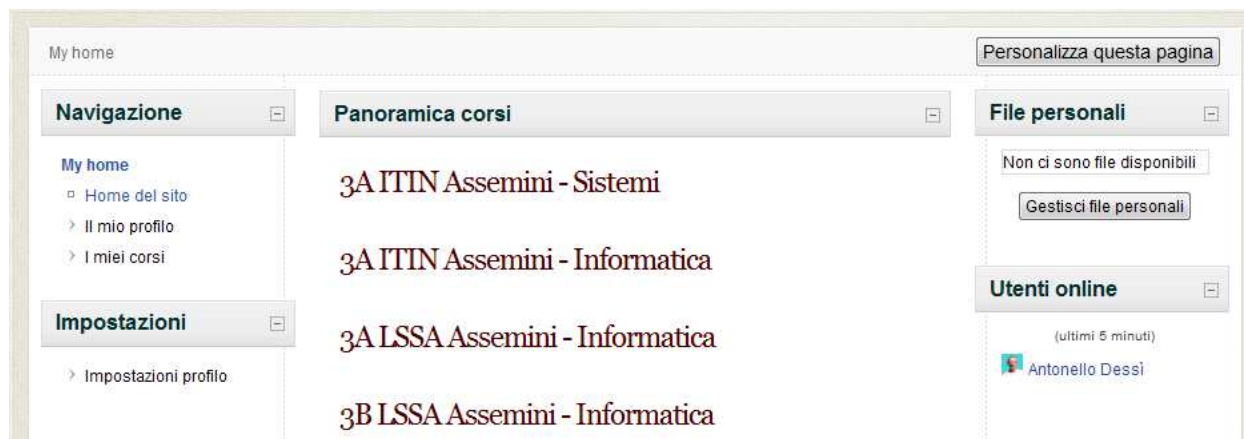 My home
Personalizza questa pagina
Navigazione
My home
Home del sito
Il mio profilo
I miei corsi
Impostazioni
Impostazioni profilo
Panoramica corsi
3A ITIN Assemini - Sistemi
3A ITIN Assemini - Informatica
3A LSSA Assemini - Informatica
3B LSSA Assemini - Informatica
File personali
Non ci sono file disponibili
Gestisci file personali
Utenti online
(ultimi 5 minuti)
Antonello Dessì